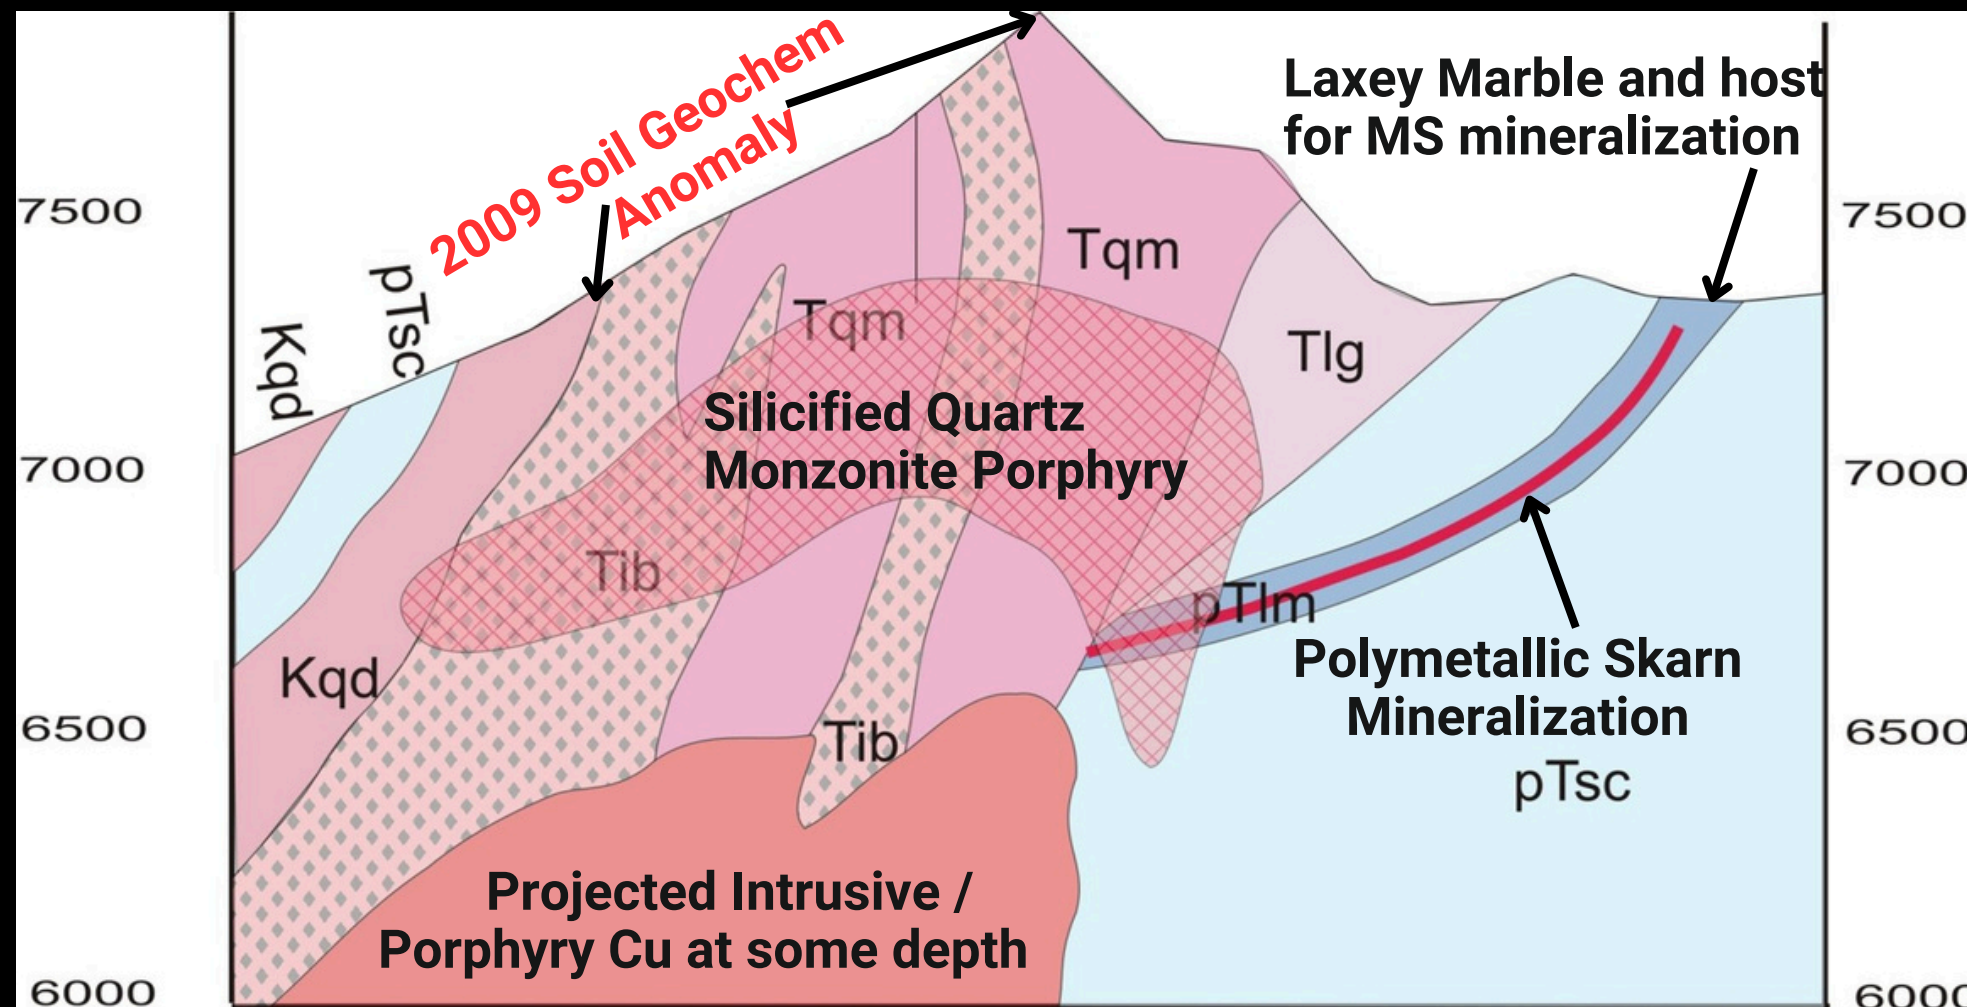 2009 Soil Geochem
Anomaly
Laxey Marble and host
for MS mineralization
7500
7500
Tqm
pTsc
Kqd
Tqm
Tlg
Silicified Quartz
Monzonite Porphyry
7000
7000
Tib
pTlm
Kqd
Polymetallic Skarn
Mineralization
6500
6500
Tib
pTsc
Projected Intrusive /
Porphyry Cu at some depth
6000
6000